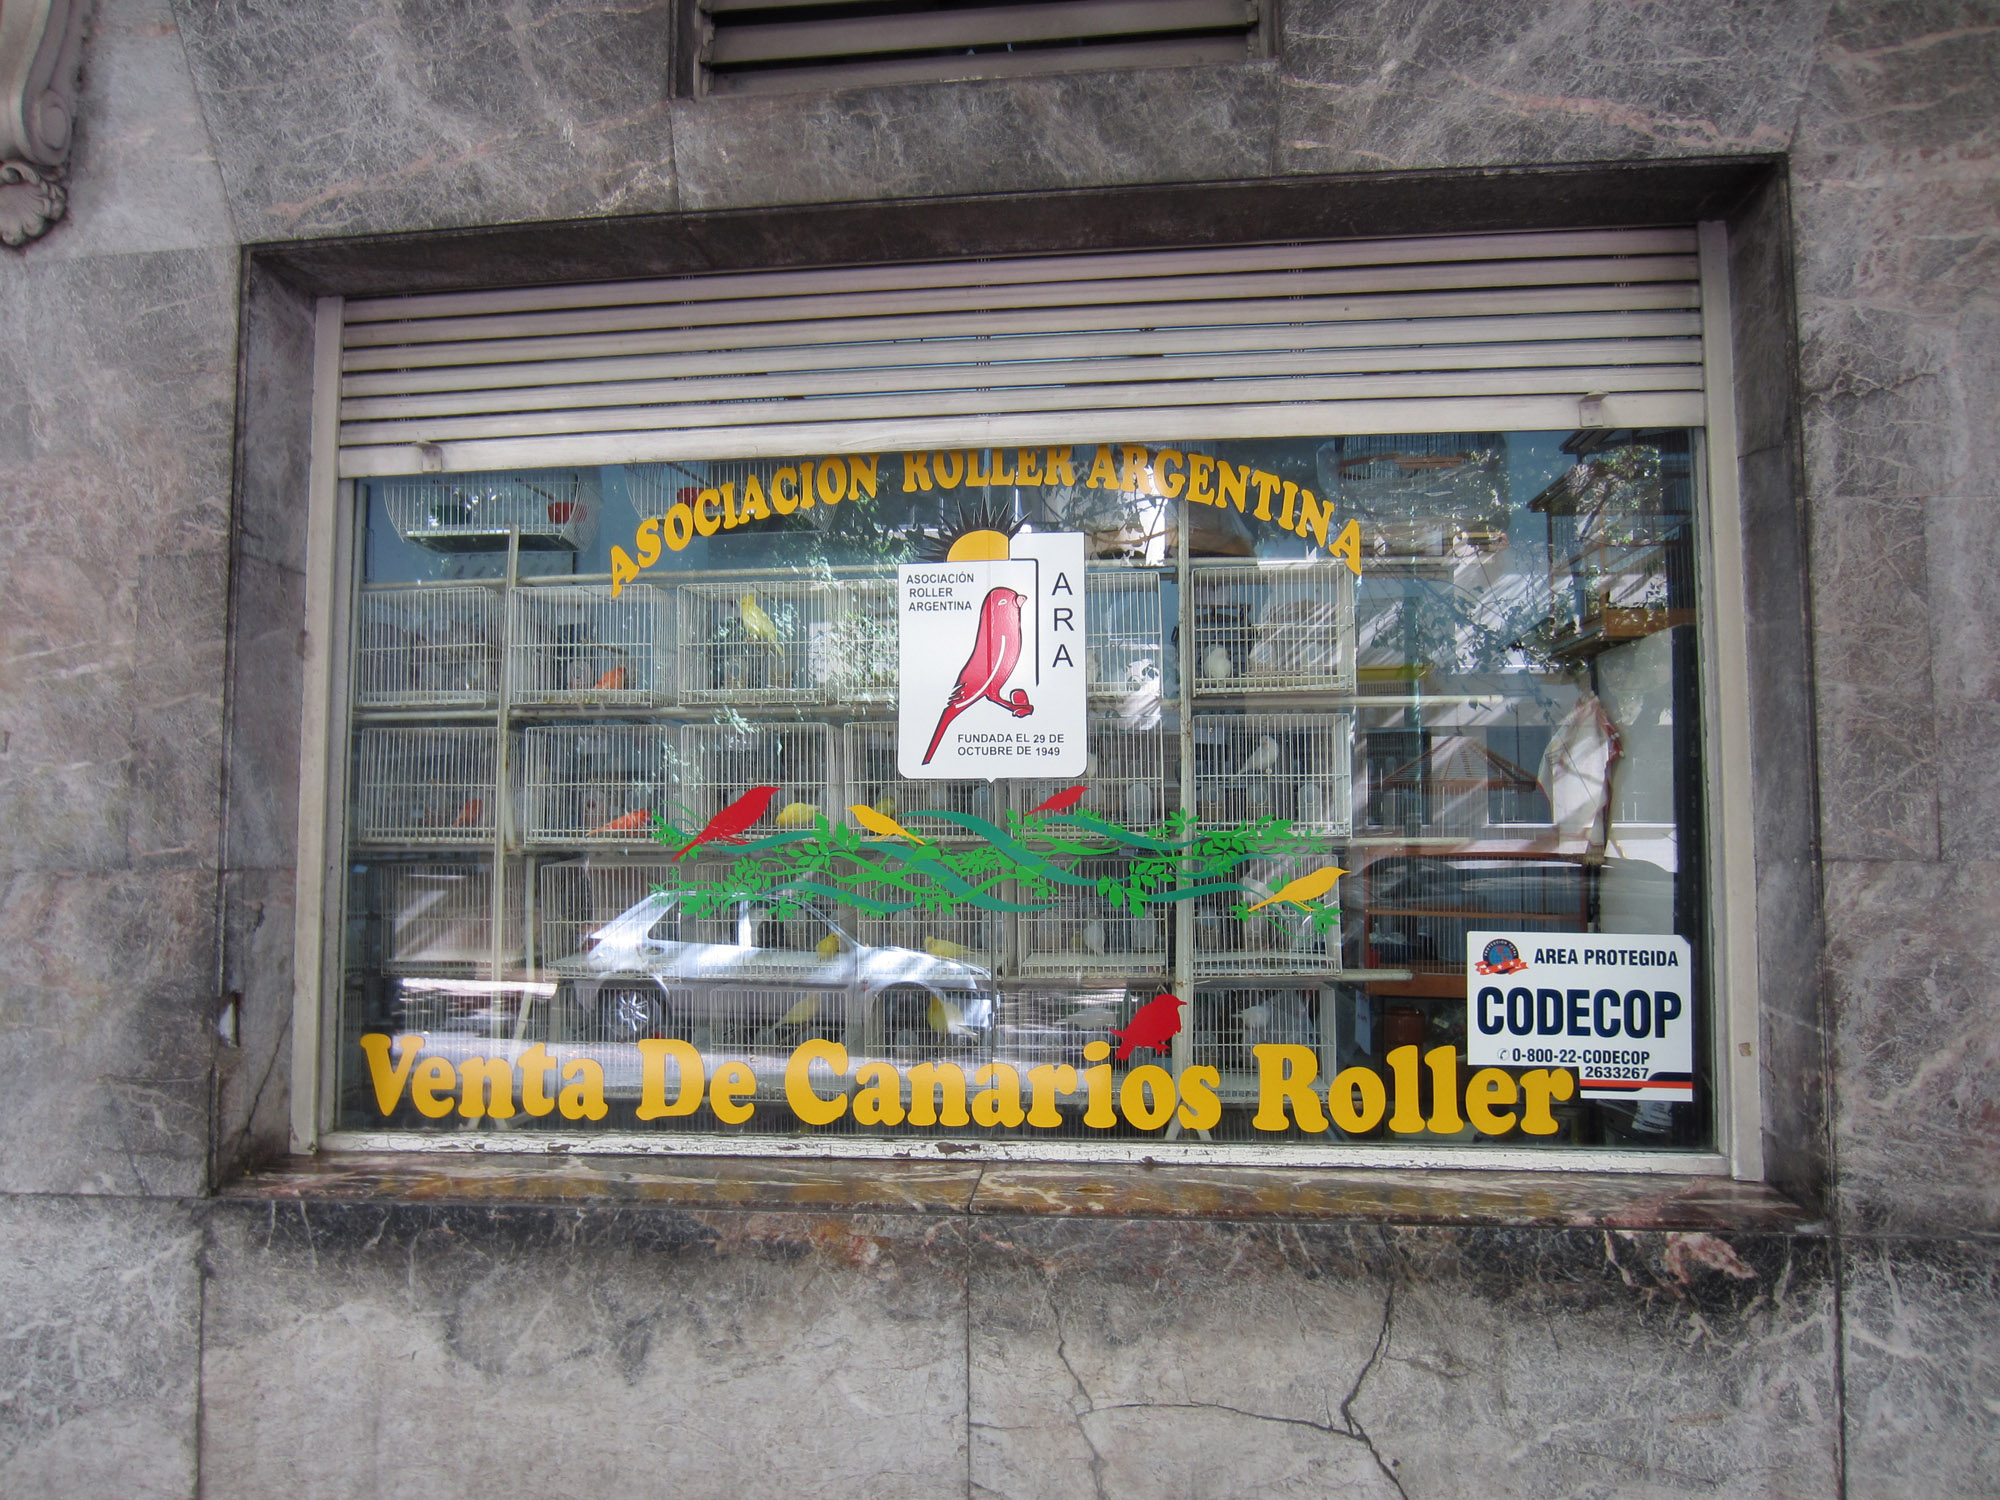 ASOCIACION ROLLER ARGENTINA
ASOCIACIÓN
ROLLER
ARGENTINA
ARA
FUNDADA EL 29 DE
OCTUBRE DE 1949
AREA PROTEGIDA
CODECOP
0-800-22-CODECOP
2633267
Venta De Canarios Roller